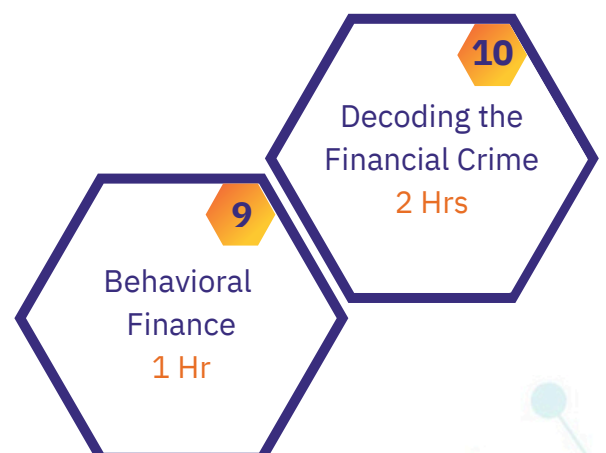 10
Decoding the
Financial Crime
2 Hrs
9
Behavioral
Finance
1 Hr